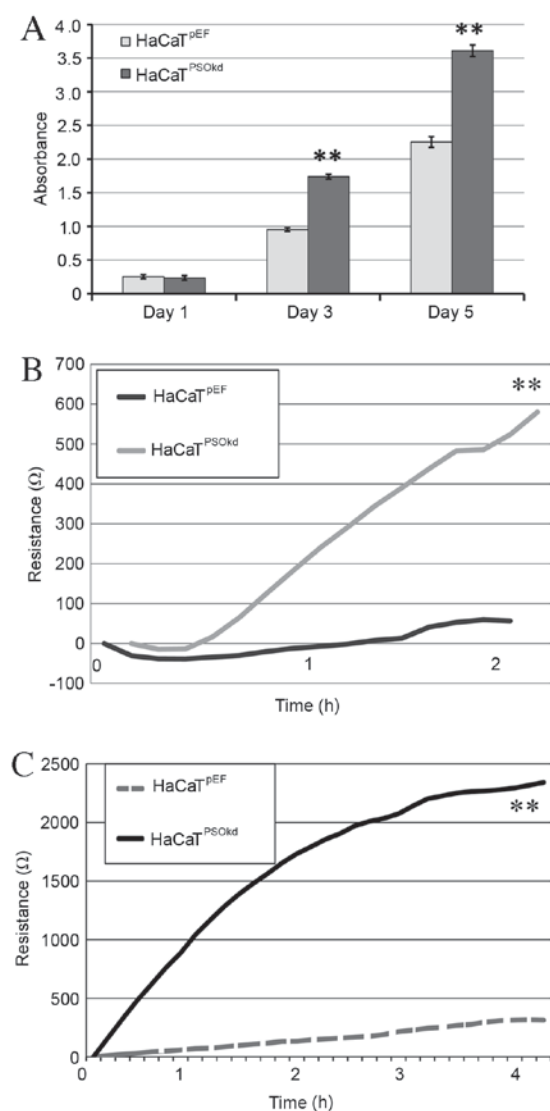 A
HaCaT^pEF
HaCaT^PSOkd
**
**
Absorbance
4.0
3.5
3.0
2.5
2.0
1.5
1.0
0.5
0
Day 1 Day 3 Day 5
B
HaCaT^pEF
HaCaT^PSOkd
**
Resistance (Ω)
700
600
500
400
300
200
100
0
-100
0 1 2
Time (h)
C
HaCaT^pEF
HaCaT^PSOkd
**
Resistance (Ω)
2500
2000
1500
1000
500
0
0 1 2 3 4
Time (h)